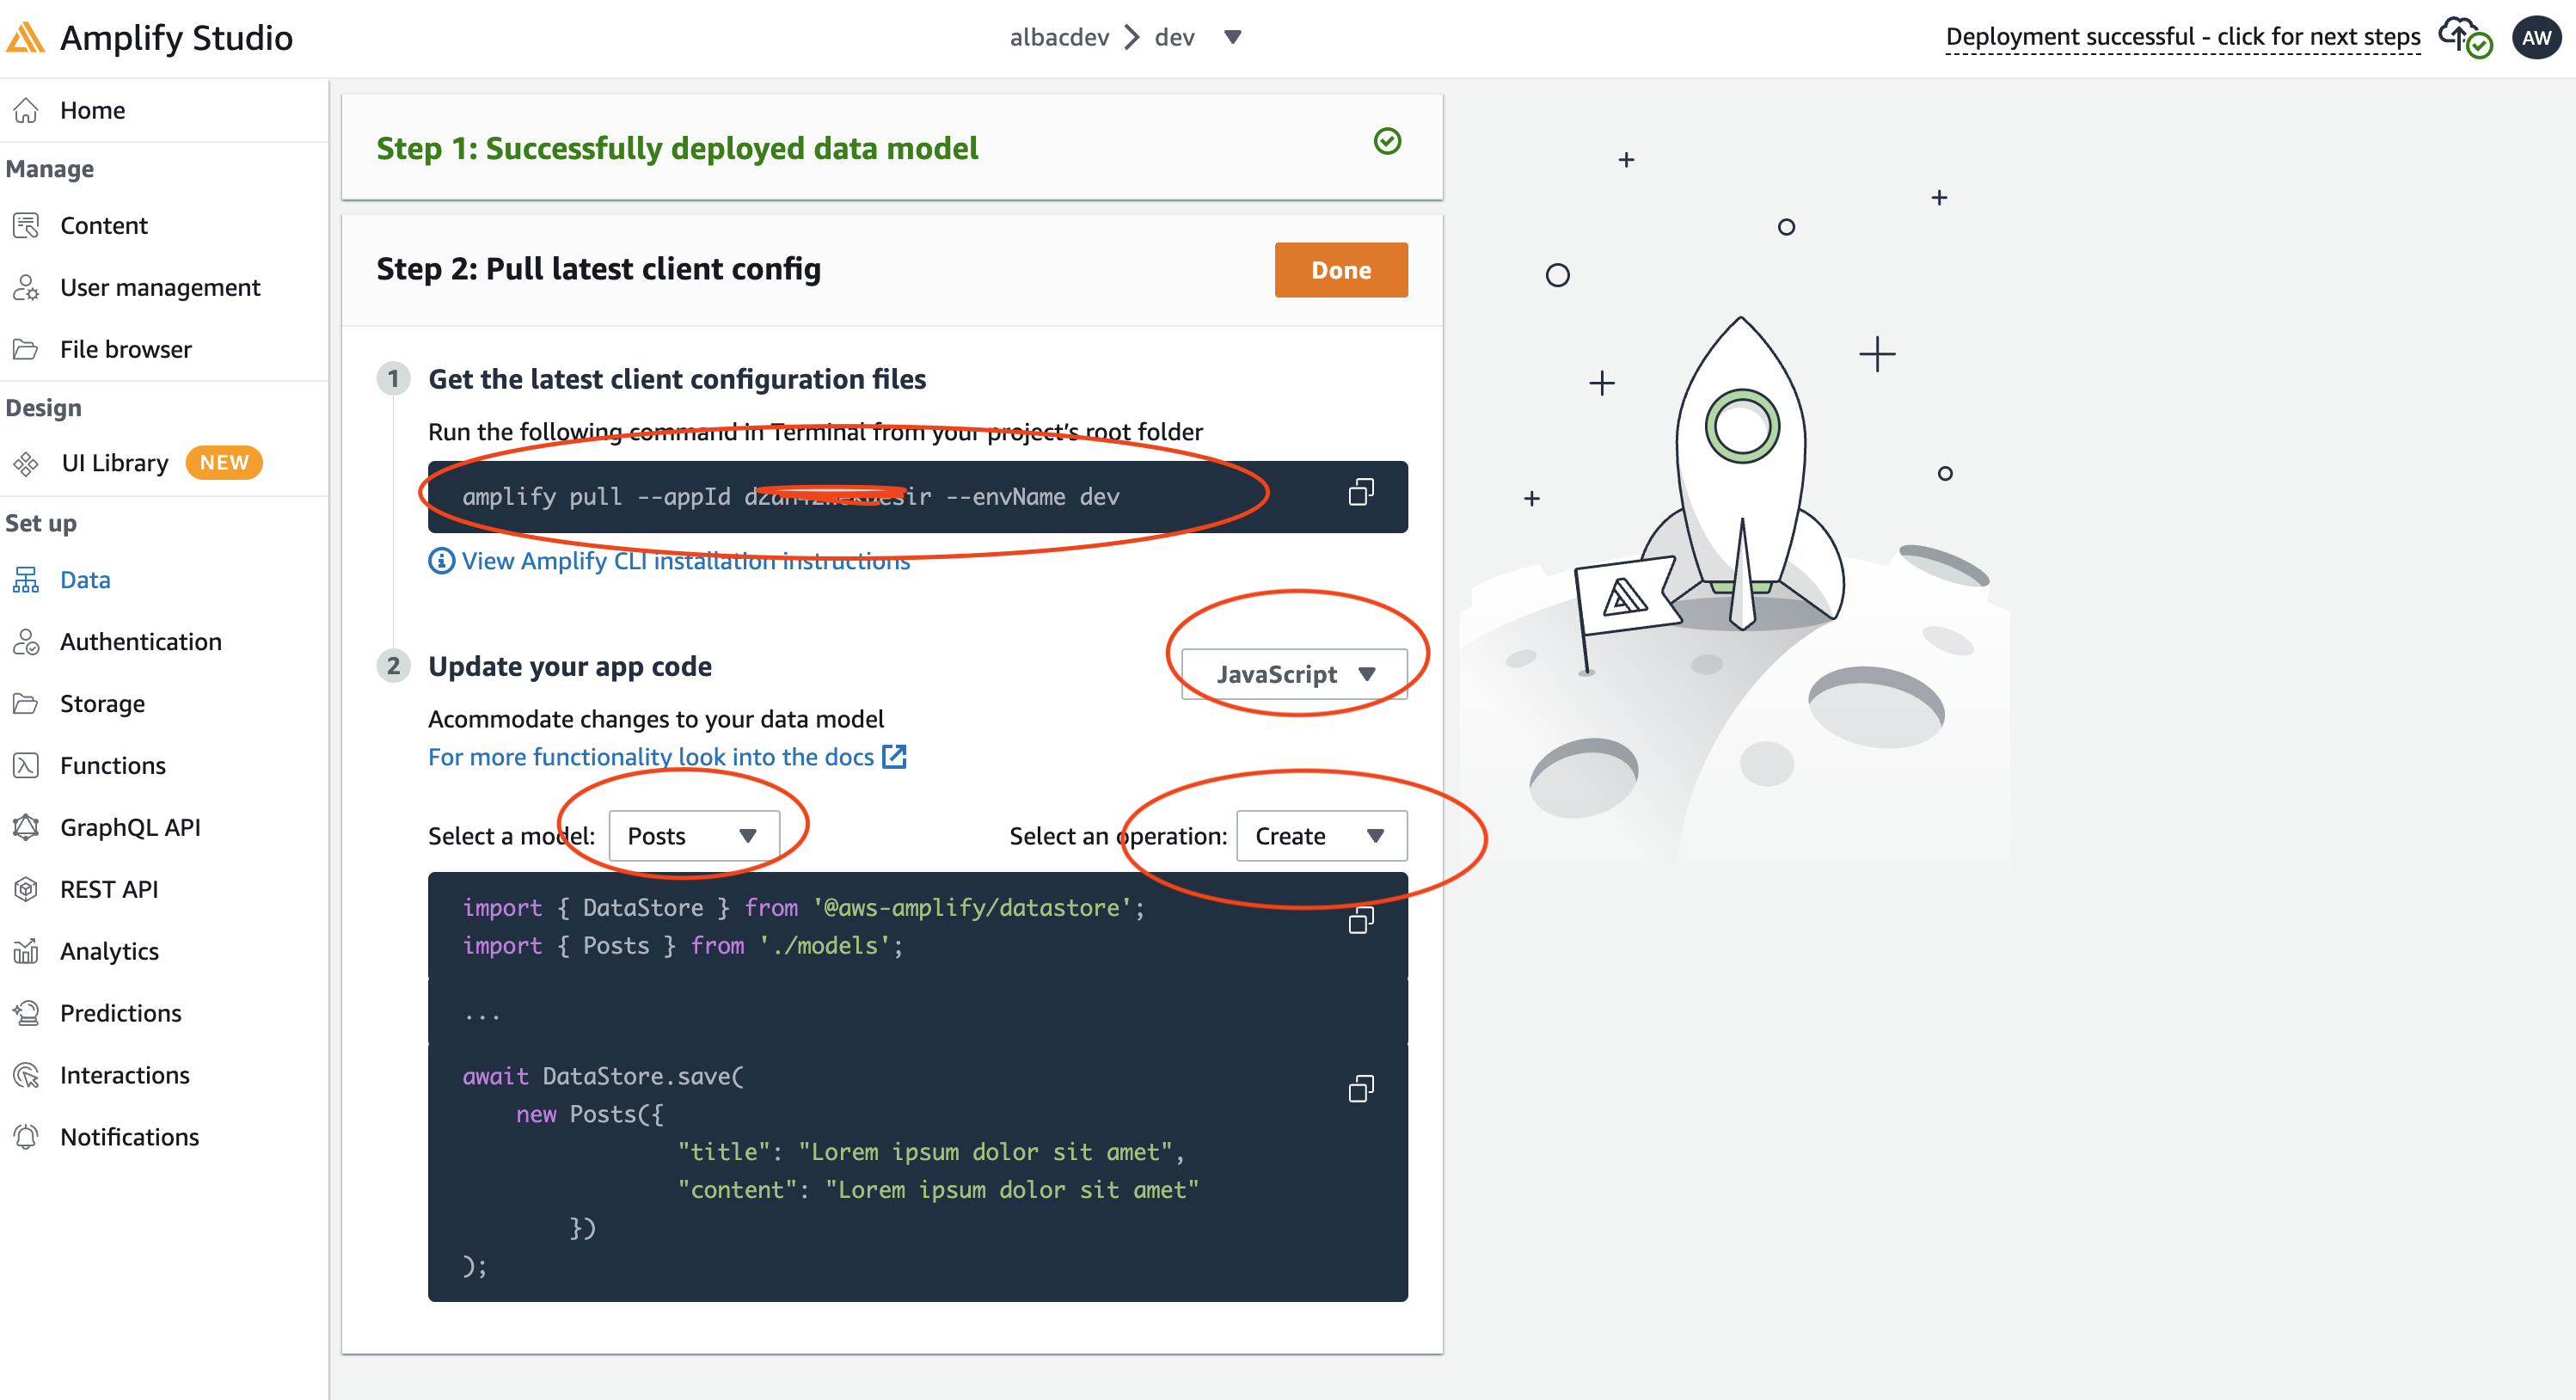 Amplify Studio
albacdev > dev
Deployment successful - click for next steps
AW
Home
Manage
Content
User management
File browser
Design
UI Library NEW
Set up
Data
Authentication
Storage
Functions
GraphQL API
REST API
Analytics
Predictions
Interactions
Notifications
Step 1: Successfully deployed data model
Step 2: Pull latest client config
Done
1 Get the latest client configuration files
Run the following command in Terminal from your project's root folder
amplify pull --appId --envName dev
View Amplify CLI installation instructions
2 Update your app code
JavaScript
Acommodate changes to your data model
For more functionality look into the docs
Select a model: Posts
Select an operation: Create
import { DataStore } from '@aws-amplify/datastore';
import { Posts } from './models';
...
await DataStore.save(
new Posts({
"title": "Lorem ipsum dolor sit amet",
"content": "Lorem ipsum dolor sit amet"
})
);